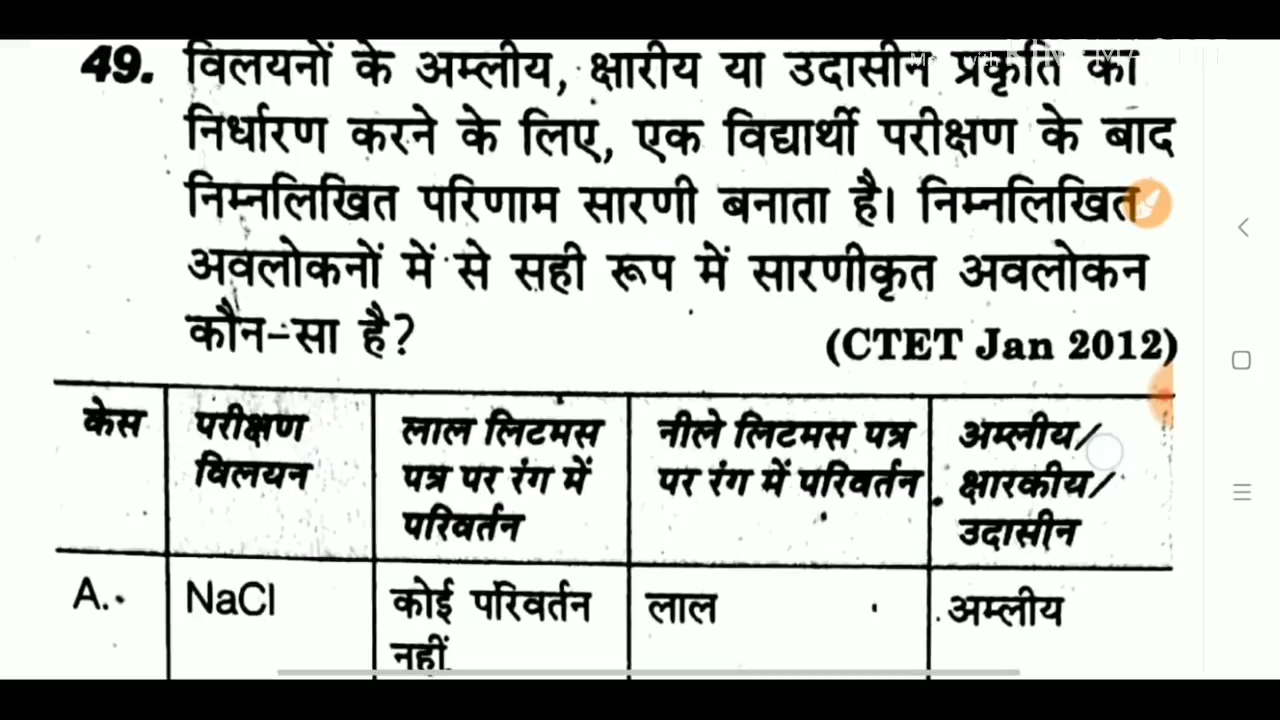 49. विलयनों के अम्लीय, क्षारीय या उदासीन प्रकृति का
निर्धारण करने के लिए, एक विद्यार्थी परीक्षण के बाद
निम्नलिखित परिणाम सारणी बनाता है। निम्नलिखित
अवलोकनों में से सही रूप में सारणीकृत अवलोकन
कौन-सा है?
(CTET Jan 2012)
केस
परीक्षण
विलयन
लाल लिटमस
पत्र पर रंग में
परिवर्तन
नीले लिटमस पत्र
पर रंग में परिवर्तन
अम्लीय/
क्षारकीय/
उदासीन
A.
NaCl
कोई परिवर्तन
नहीं
लाल
अम्लीय